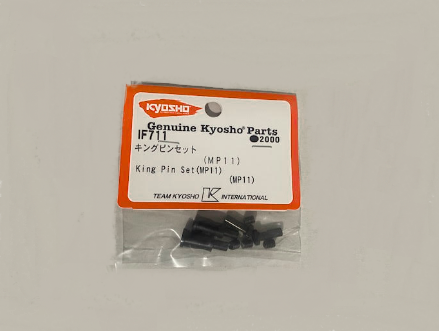 KYOSHO
Genuine Kyosho® Parts
IF711 ●2000
キングピンセット
(MP11)
King Pin Set(MP11)
(MP11)
TEAM KYOSHO K INTERNATIONAL